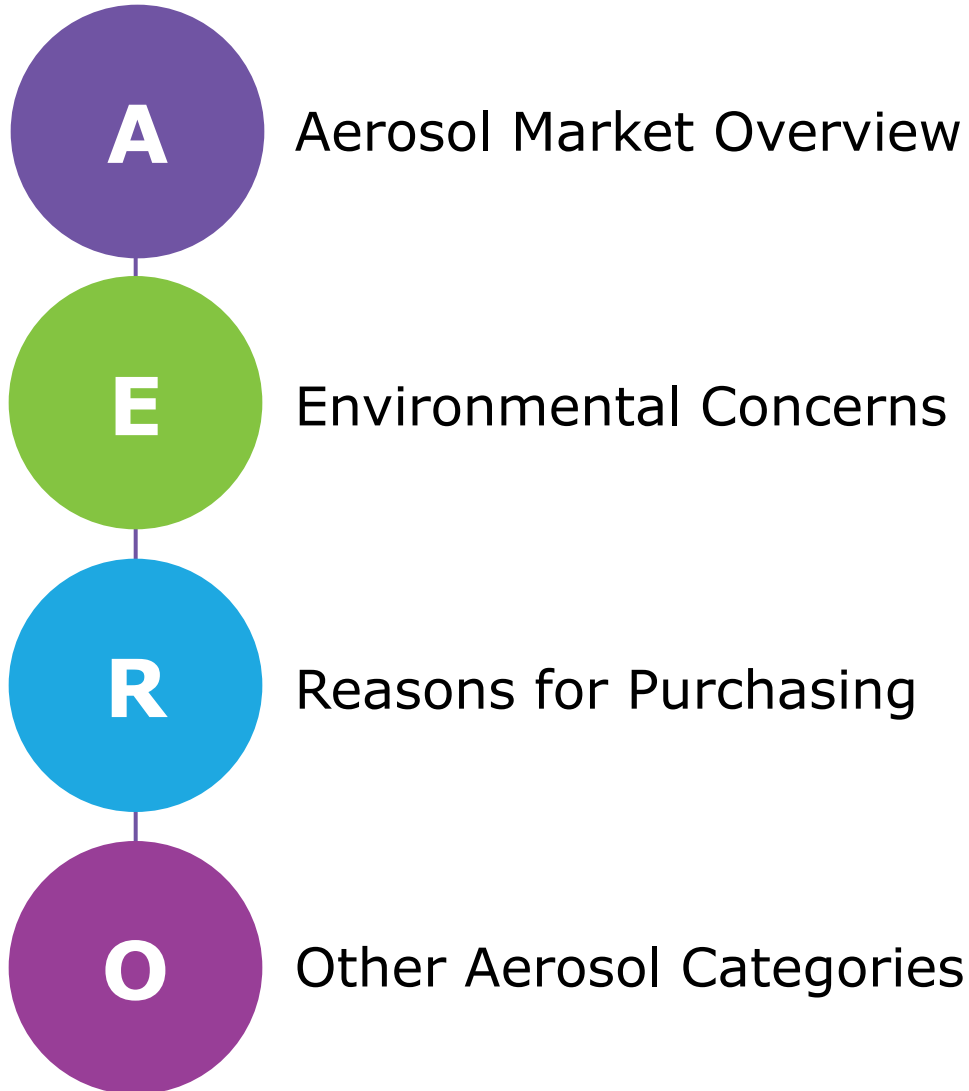 A
Aerosol Market Overview
E
Environmental Concerns
R
Reasons for Purchasing
O
Other Aerosol Categories